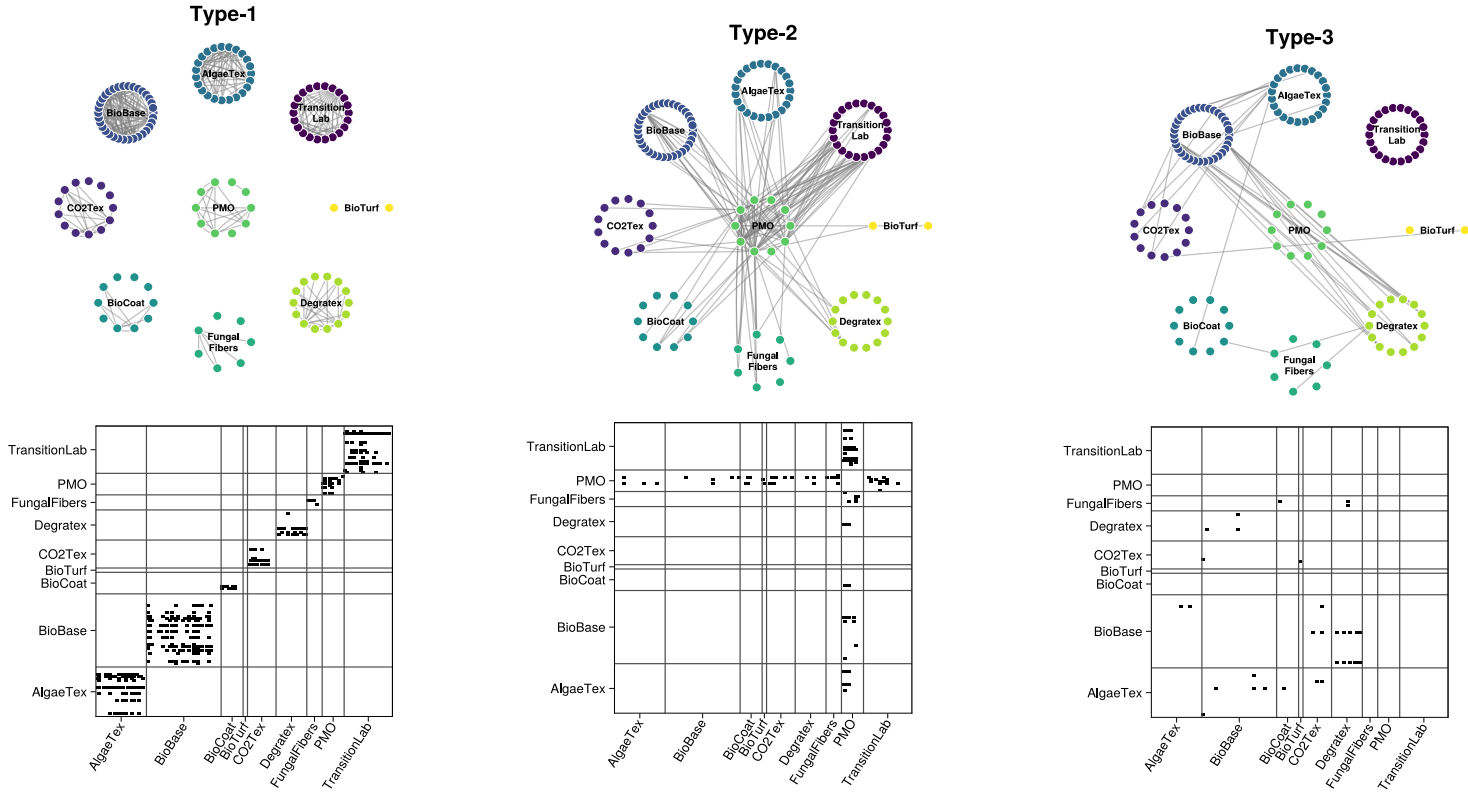 Type-1
AlgaeTex
BioBase
Transition
Lab
CO2Tex
PMO
BioTurf
BioCoat
Degratex
Fungal
Fibers
Type-2
AlgaeTex
BioBase
Transition
Lab
CO2Tex
PMO
BioTurf
BioCoat
Degratex
Fungal
Fibers
Type-3
AlgaeTex
BioBase
Transition
Lab
CO2Tex
PMO
BioTurf
BioCoat
Degratex
Fungal
Fibers
TransitionLab
PMO
FungalFibers
Degratex
CO2Tex
BioTurf
BioCoat
BioBase
AlgaeTex
AlgaeTex
BioBase
BioCoat
BioTurf
CO2Tex
Degratex
FungalFibers
PMO
TransitionLab
TransitionLab
PMO
FungalFibers
Degratex
CO2Tex
BioTurf
BioCoat
BioBase
AlgaeTex
AlgaeTex
BioBase
BioCoat
BioTurf
CO2Tex
Degratex
FungalFibers
PMO
TransitionLab
TransitionLab
PMO
FungalFibers
Degratex
CO2Tex
BioTurf
BioCoat
BioBase
AlgaeTex
AlgaeTex
BioBase
BioCoat
BioTurf
CO2Tex
Degratex
FungalFibers
PMO
TransitionLab